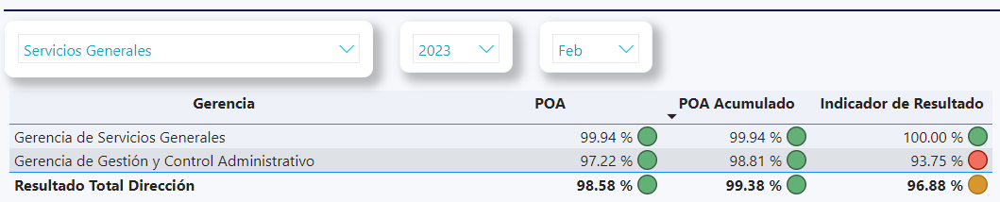 Servicios Generales 2023 Feb
Gerencia POA POA Acumulado Indicador de Resultado
Gerencia de Servicios Generales 99.94 % 99.94 % 100.00 %
Gerencia de Gestión y Control Administrativo 97.22 % 98.81 % 93.75 %
Resultado Total Dirección 98.58 % 99.38 % 96.88 %